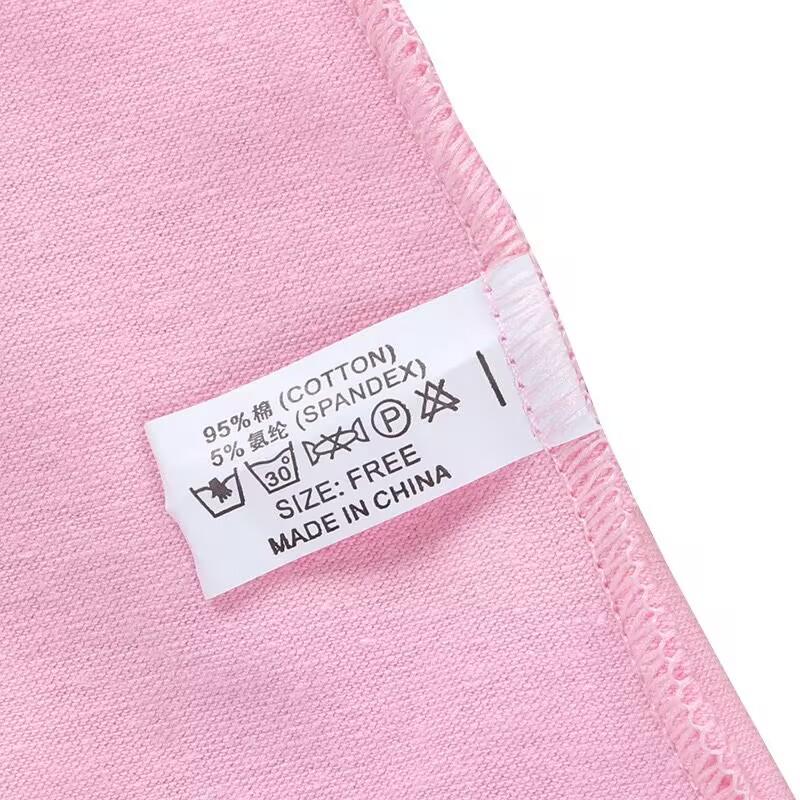 95% 棉 (COTTON)
5% 氨纶 (SPANDEX)
30 P
SIZE: FREE
MADE IN CHINA